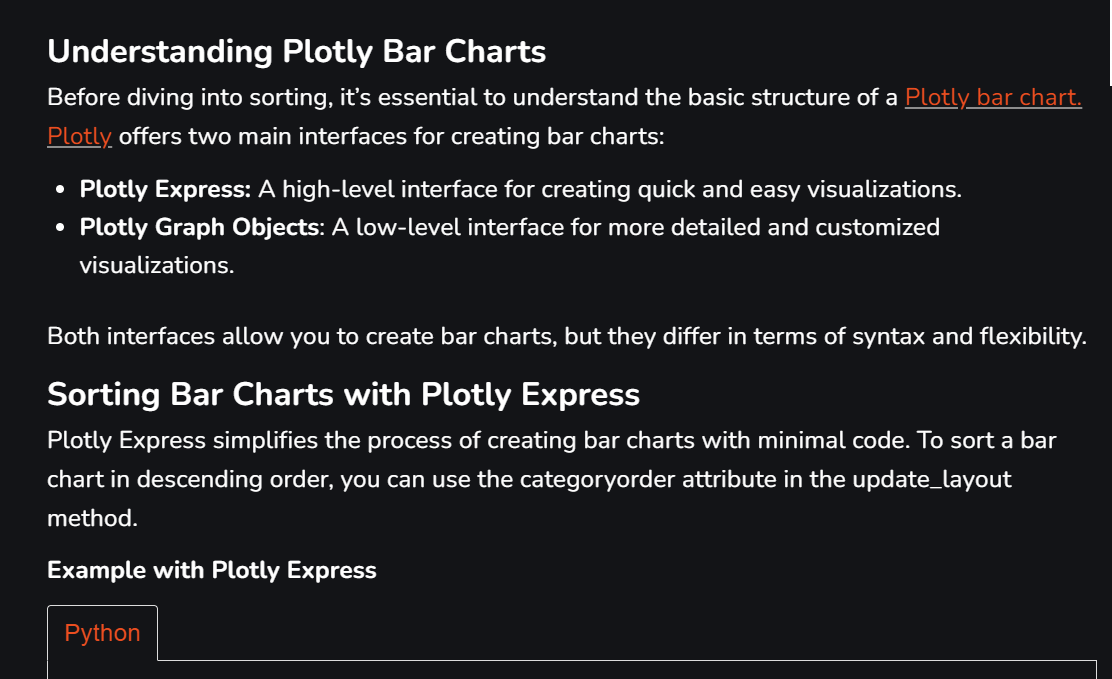 Understanding Plotly Bar Charts
Before diving into sorting, it’s essential to understand the basic structure of a Plotly bar chart.
Plotly offers two main interfaces for creating bar charts:
• Plotly Express: A high-level interface for creating quick and easy visualizations.
• Plotly Graph Objects: A low-level interface for more detailed and customized
visualizations.
Both interfaces allow you to create bar charts, but they differ in terms of syntax and flexibility.
Sorting Bar Charts with Plotly Express
Plotly Express simplifies the process of creating bar charts with minimal code. To sort a bar
chart in descending order, you can use the categoryorder attribute in the update_layout
method.
Example with Plotly Express
Python